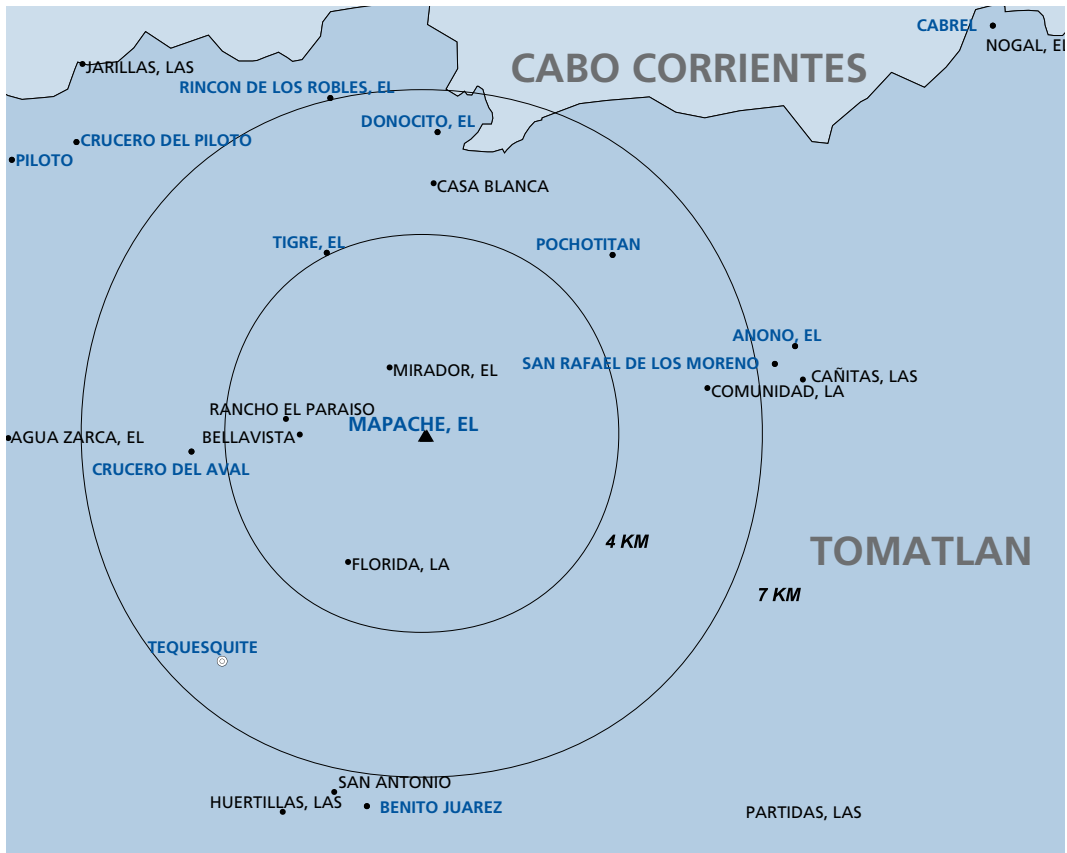 CABREL
NOGAL, EL
CABO CORRIENTES
JARILLAS, LAS
RINCON DE LOS ROBLES, EL
DONOCITO, EL
CRUCERO DEL PILOTO
PILOTO
CASA BLANCA
TIGRE, EL
POCHOTITAN
ANONO, EL
SAN RAFAEL DE LOS MORENO
MIRADOR, EL
CAÑITAS, LAS
COMUNIDAD, LA
RANCHO EL PARAISO
MAPACHE, EL
AGUA ZARCA, EL
BELLAVISTA
CRUCERO DEL AVAL
4 KM
TOMATLAN
FLORIDA, LA
7 KM
TEQUESQUITE
SAN ANTONIO
HUERTILLAS, LAS
BENITO JUAREZ
PARTIDAS, LAS